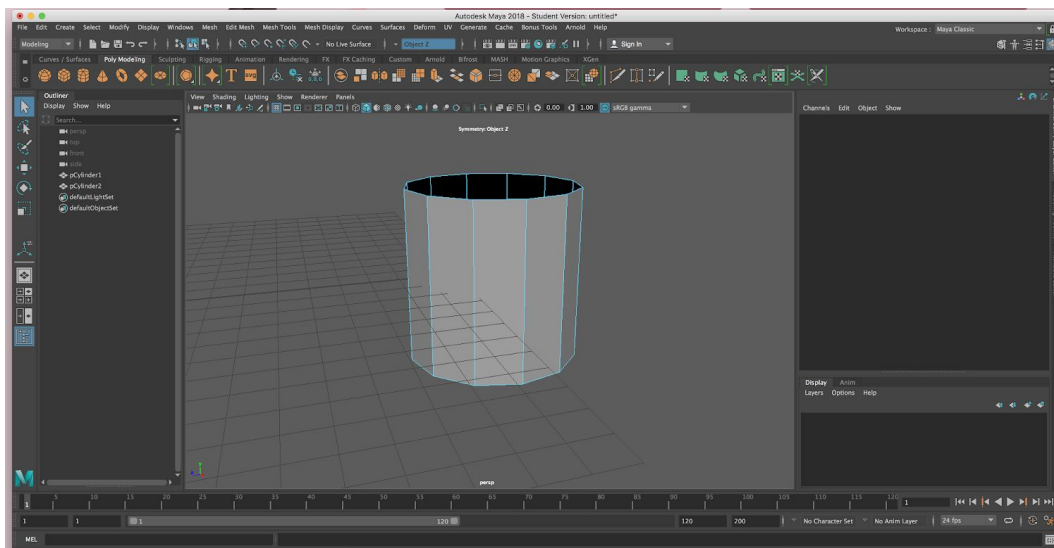 Autodesk Maya 2018 - Student Version: untitled*
File Edit Create Select Modify Display Windows Mesh Edit Mesh Mesh Tools Mesh Display Curves Surfaces Deform UV Generate Cache Bonus Tools Arnold Help
Workspace : Maya Classic
Modeling No Live Surface Object Z Sign In
Curves / Surfaces Poly Modeling Sculpting Rigging Animation Rendering FX FX Caching Custom Arnold Bifrost MASH Motion Graphics XGen
T SVG
Outliner
Display Show Help
Search...
persp
top
front
side
pCylinder1
pCylinder2
defaultLightSet
defaultObjectSet
View Shading Lighting Show Renderer Panels
0.00 1.00 sRGB gamma
Symmetry: Object Z
persp
Channels Edit Object Show
Display Anim
Layers Options Help
1 5 10 15 20 25 30 35 40 45 50 55 60 65 70 75 80 85 90 95 100 105 110 115 120 1
1 1 1 120 120 200 No Character Set No Anim Layer 24 fps
MEL